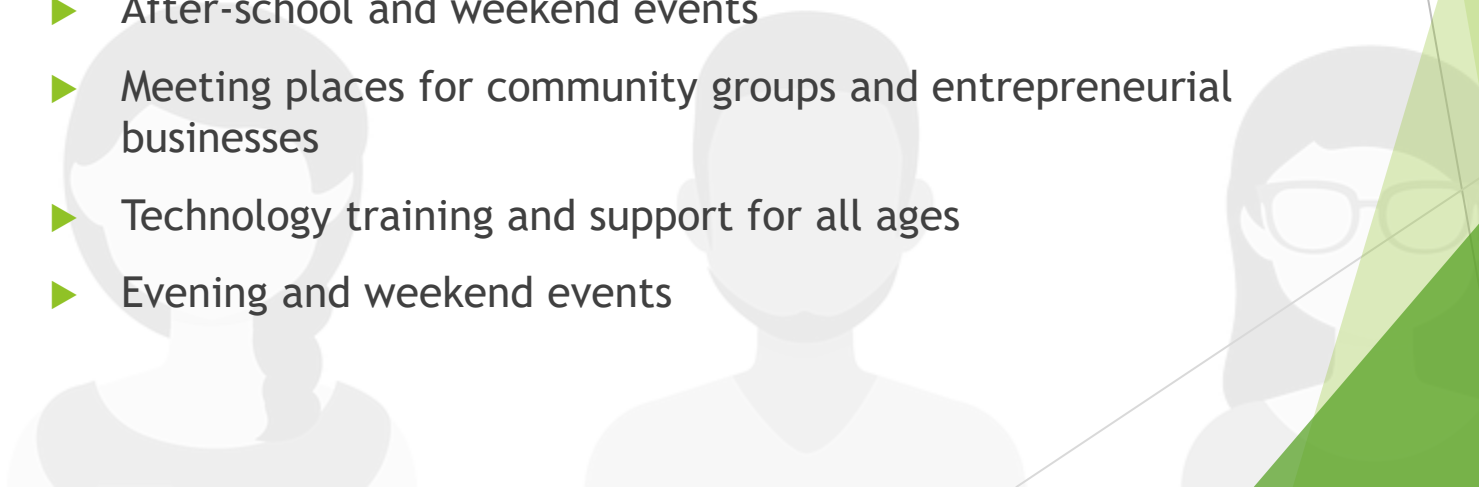 After-school and weekend events
Meeting places for community groups and entrepreneurial
businesses
Technology training and support for all ages
Evening and weekend events